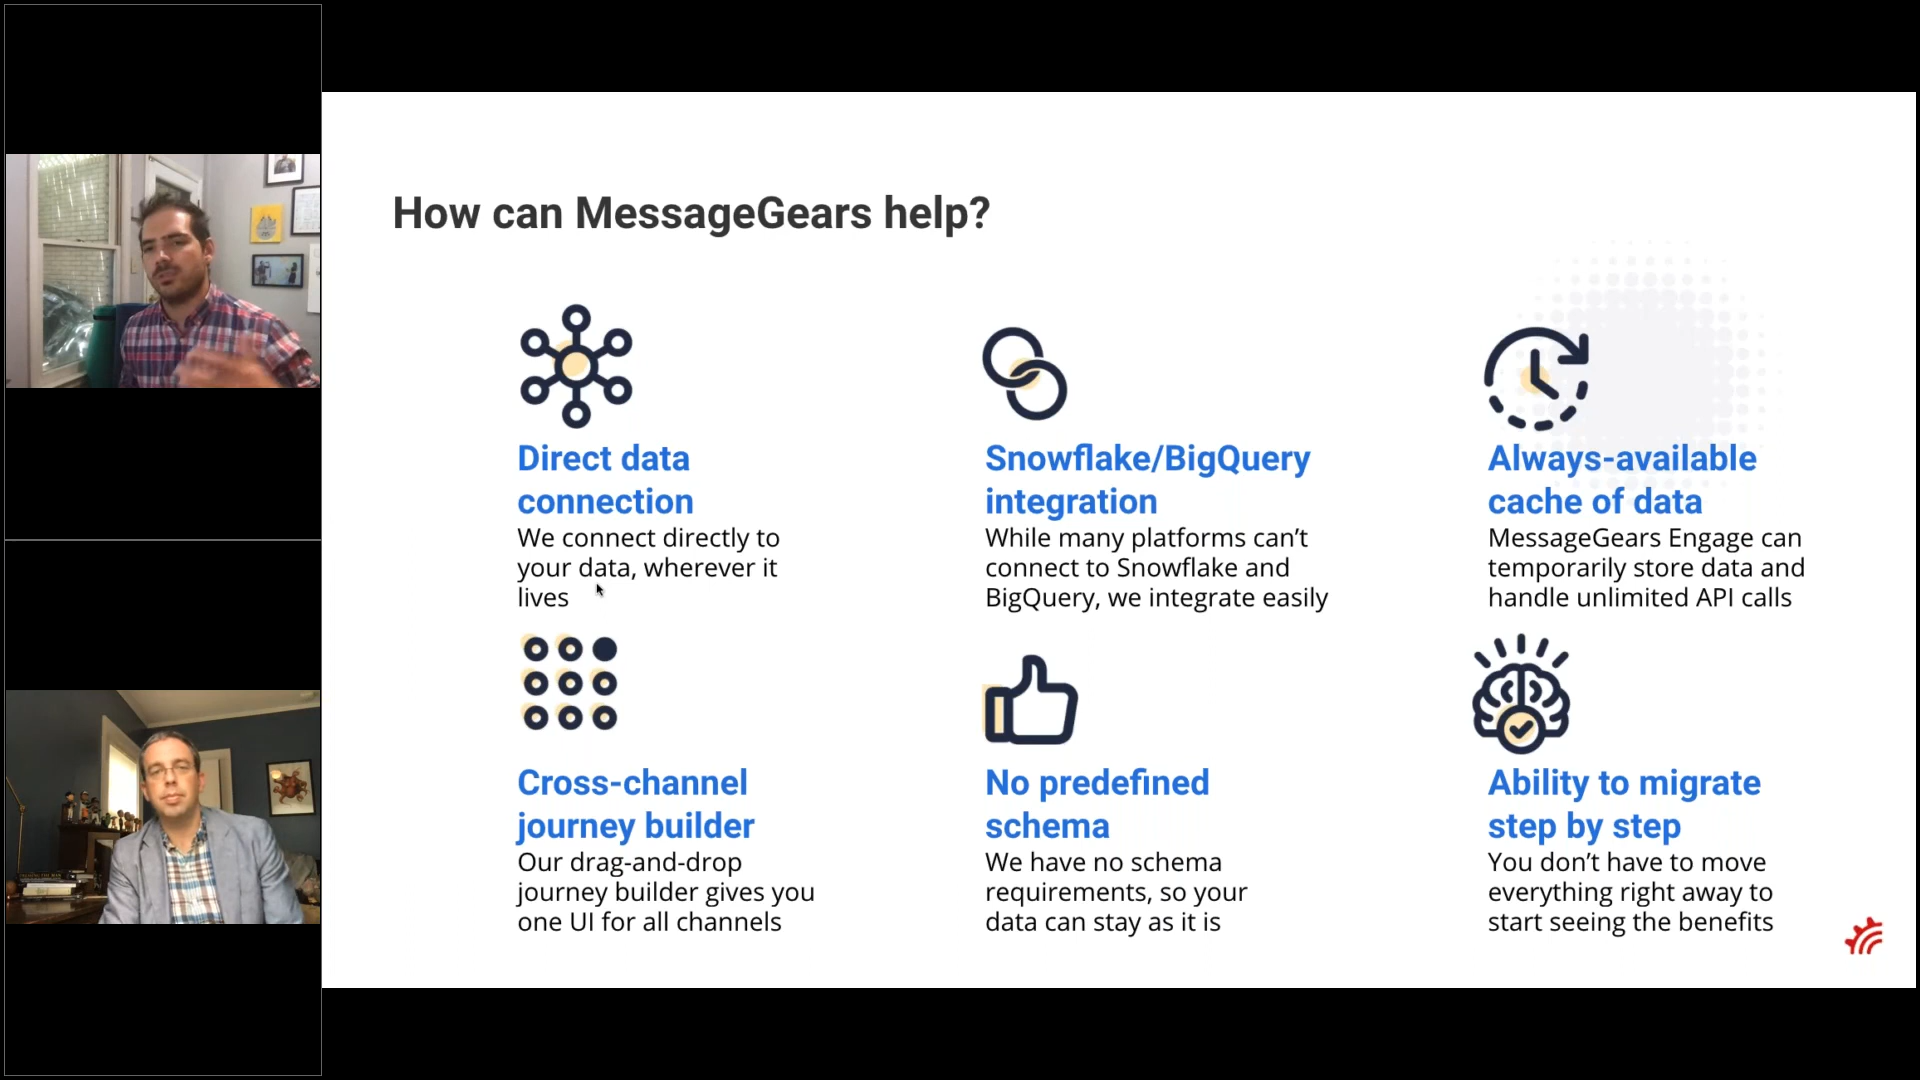 How can MessageGears help?
Direct data
connection
We connect directly to
your data, wherever it
lives
Snowflake/BigQuery
integration
While many platforms can’t
connect to Snowflake and
BigQuery, we integrate easily
Always-available
cache of data
MessageGears Engage can
temporarily store data and
handle unlimited API calls
Cross-channel
journey builder
Our drag-and-drop
journey builder gives you
one UI for all channels
No predefined
schema
We have no schema
requirements, so your
data can stay as it is
Ability to migrate
step by step
You don’t have to move
everything right away to
start seeing the benefits